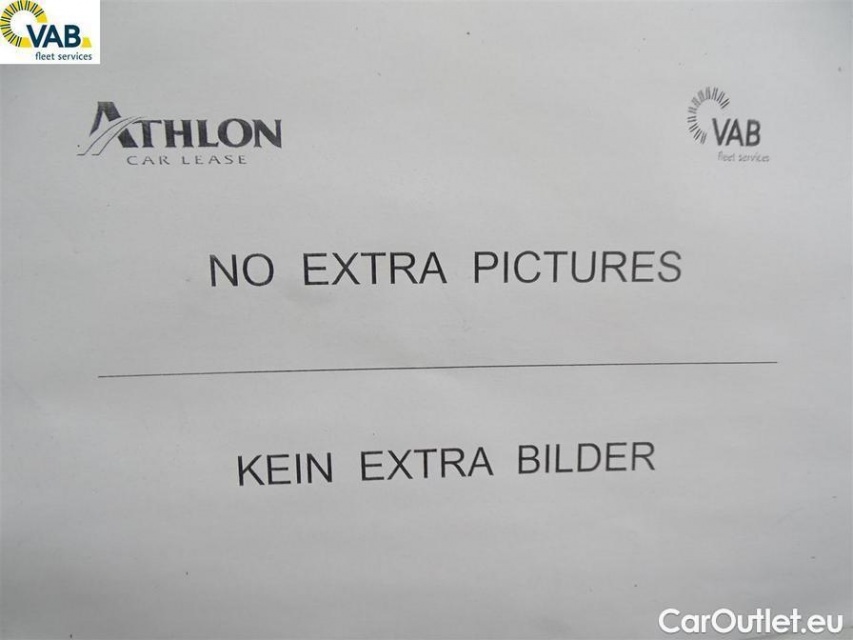 VAB
fleet services
ATHLON
CAR LEASE
VAB
fleet services
NO EXTRA PICTURES
KEIN EXTRA BILDER
CarOutlet.eu